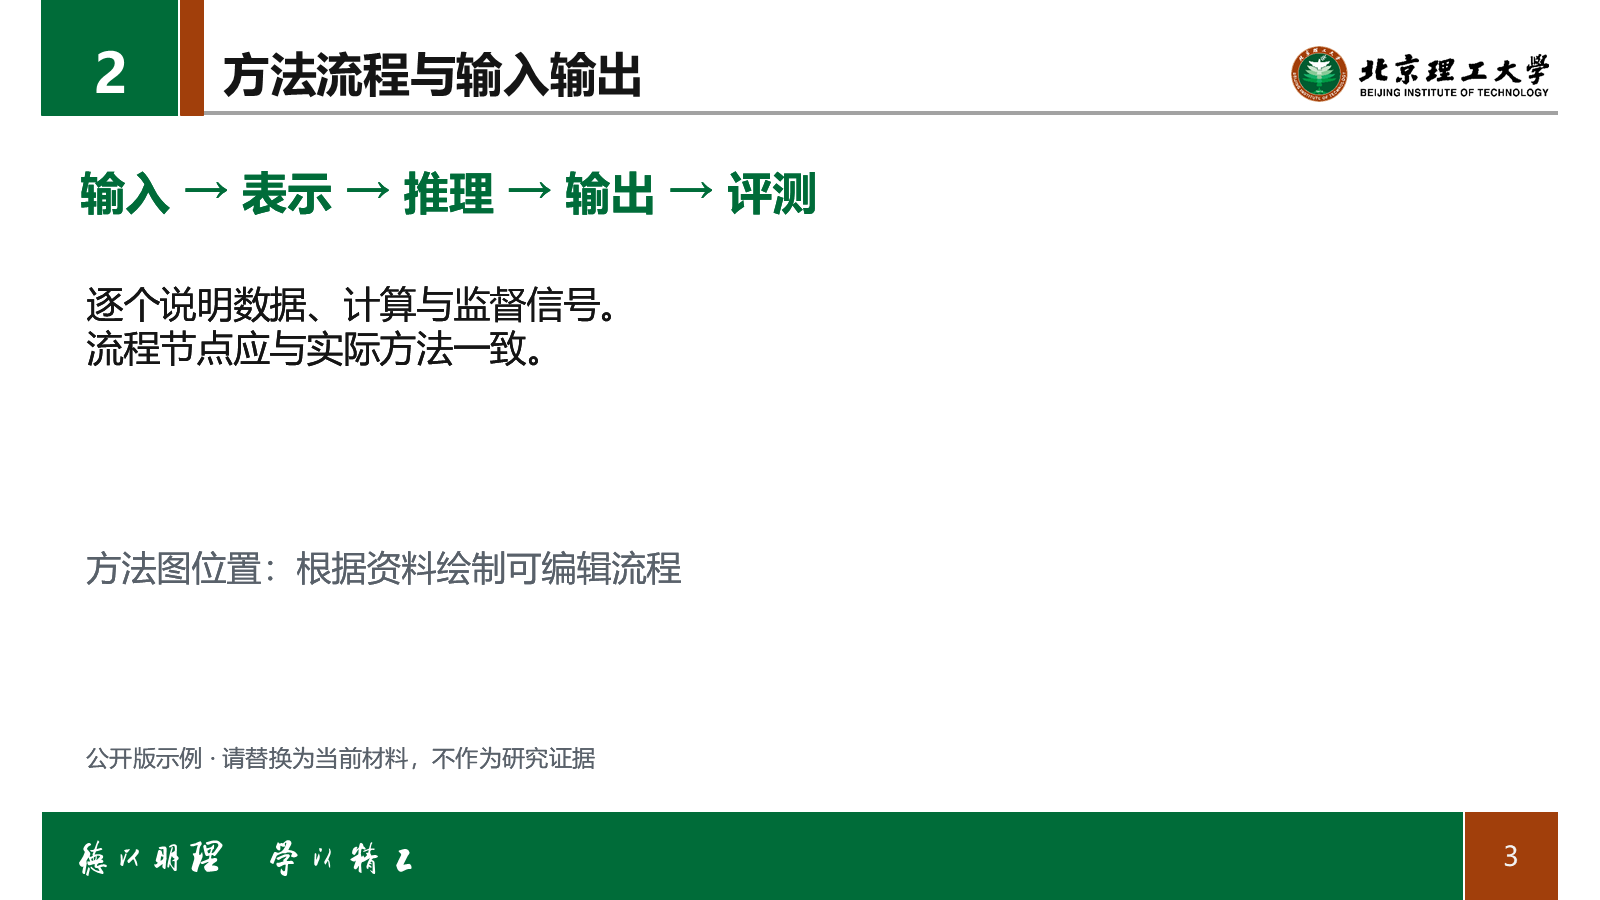 2
方法流程与输入输出
北京理工大學
BEIJING INSTITUTE OF TECHNOLOGY
输入 → 表示 → 推理 → 输出 → 评测
逐个说明数据、计算与监督信号。
流程节点应与实际方法一致。
方法图位置：根据资料绘制可编辑流程
公开版示例 · 请替换为当前材料，不作为研究证据
德以明理 学以精工
3